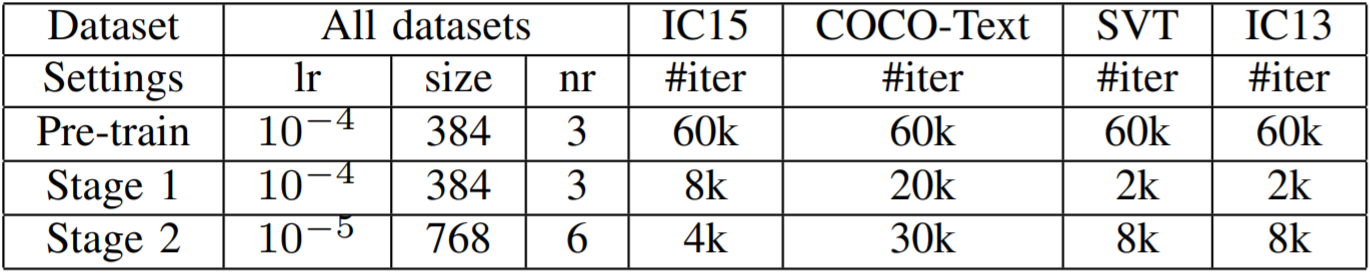 Dataset All datasets IC15 COCO-Text SVT IC13
Settings lr size nr #iter #iter #iter #iter
Pre-train 10⁻⁴ 384 3 60k 60k 60k 60k
Stage 1 10⁻⁴ 384 3 8k 20k 2k 2k
Stage 2 10⁻⁵ 768 6 4k 30k 8k 8k